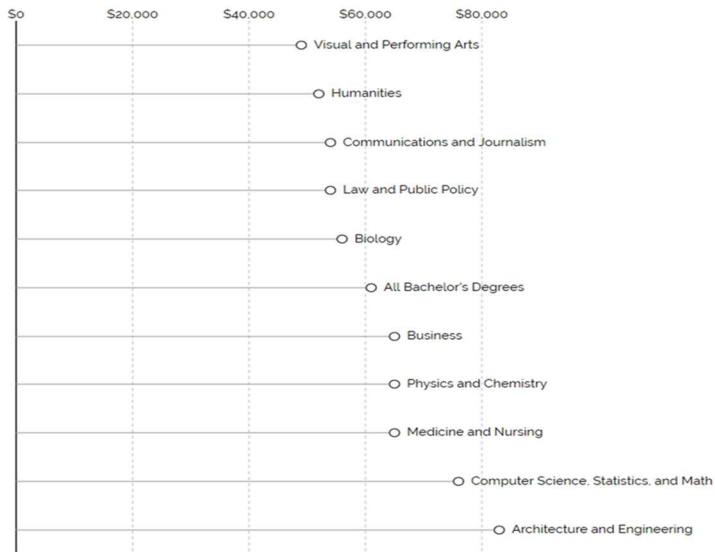 $0 $20,000 $40,000 $60,000 $80,000
Visual and Performing Arts
Humanities
Communications and Journalism
Law and Public Policy
Biology
All Bachelor's Degrees
Business
Physics and Chemistry
Medicine and Nursing
Computer Science, Statistics, and Math
Architecture and Engineering